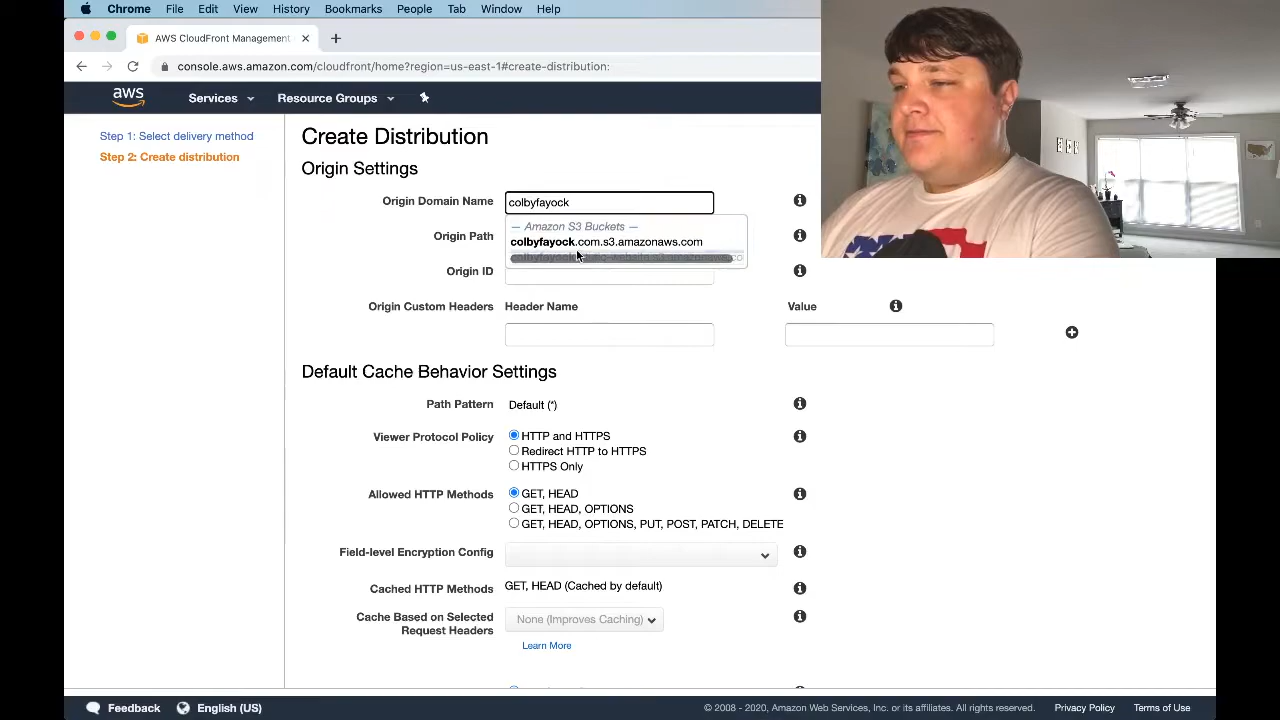 Chrome File Edit View History Bookmarks People Tab Window Help
AWS CloudFront Management
console.aws.amazon.com/cloudfront/home?region=us-east-1#create-distribution:
aws Services Resource Groups
Step 1: Select delivery method
Step 2: Create distribution
Create Distribution
Origin Settings
Origin Domain Name colbyfayock
— Amazon S3 Buckets —
colbyfayock.com.s3.amazonaws.com
Origin Path
Origin ID
Origin Custom Headers Header Name Value
Default Cache Behavior Settings
Path Pattern Default (*)
Viewer Protocol Policy HTTP and HTTPS
Redirect HTTP to HTTPS
HTTPS Only
Allowed HTTP Methods GET, HEAD
GET, HEAD, OPTIONS
GET, HEAD, OPTIONS, PUT, POST, PATCH, DELETE
Field-level Encryption Config
Cached HTTP Methods GET, HEAD (Cached by default)
Cache Based on Selected Request Headers None (Improves Caching)
Learn More
Feedback English (US) © 2008 - 2020, Amazon Web Services, Inc. or its affiliates. All rights reserved. Privacy Policy Terms of Use